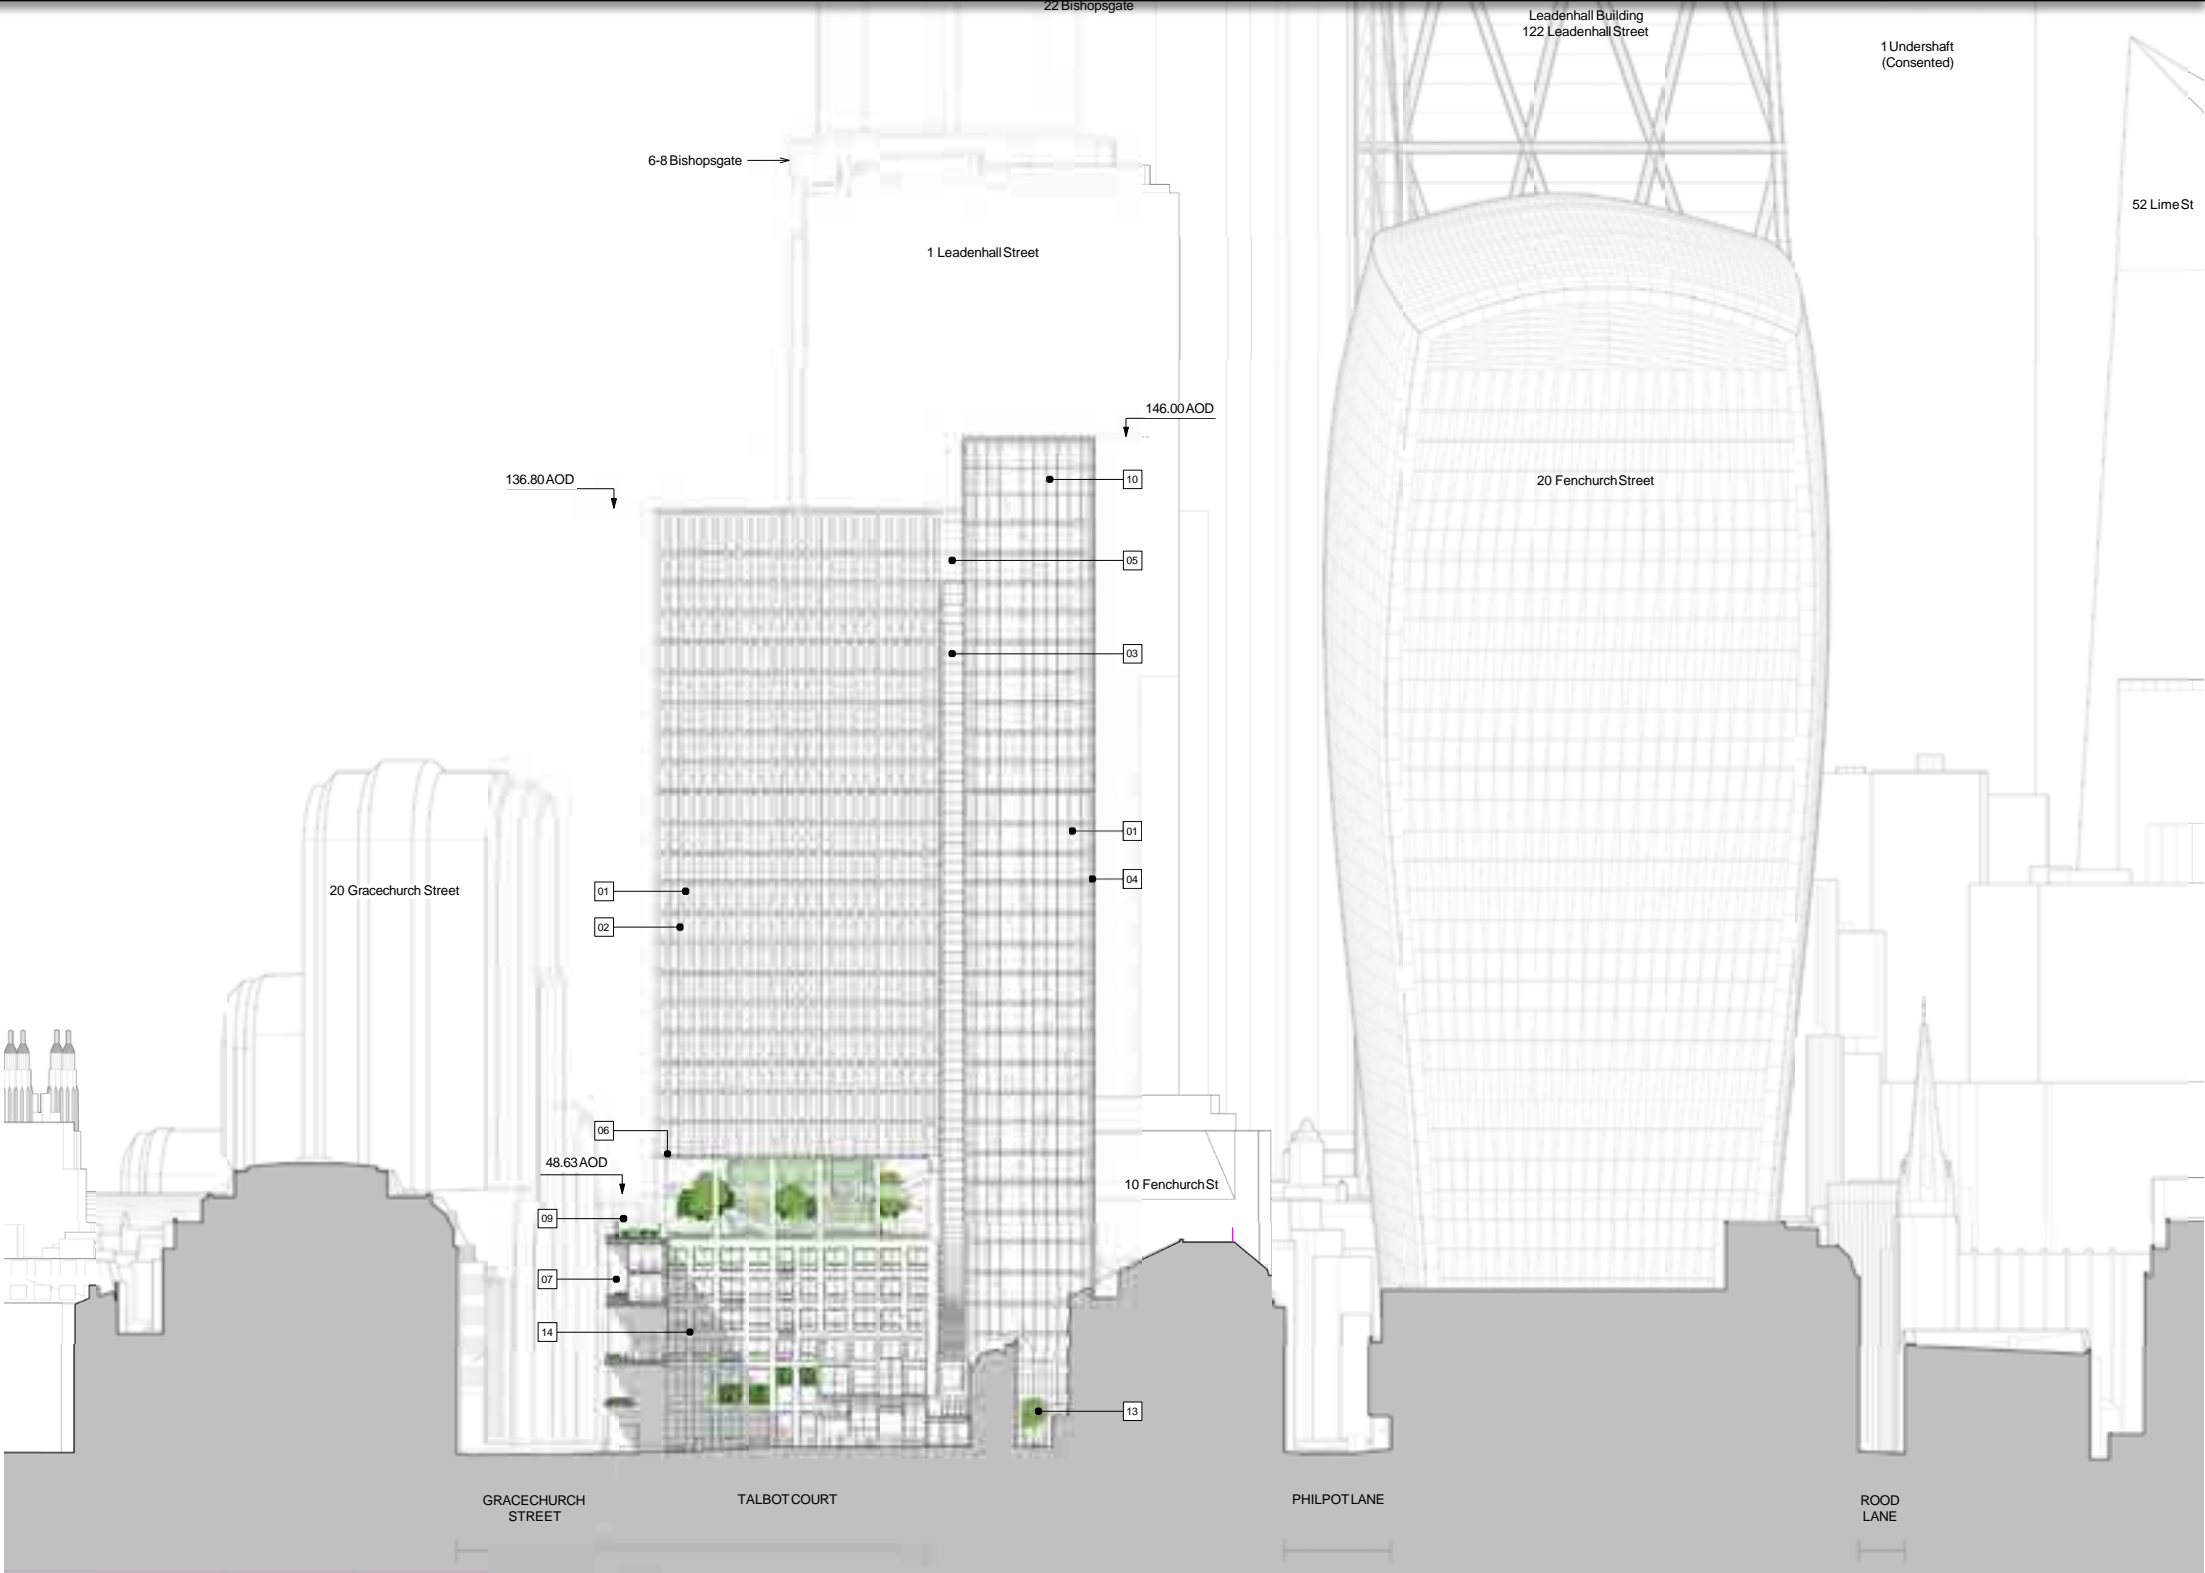 22 Bishopsgate
Leadenhall Building
122 Leadenhall Street
1 Undershaft
(Consented)
6-8 Bishopsgate
52 Lime St
1 Leadenhall Street
146.00 AOD
136.80 AOD
10
20 Fenchurch Street
05
03
01
04
20 Gracechurch Street
01
02
06
48.63 AOD
10 Fenchurch St
09
07
14
13
GRACECHURCH
STREET
TALBOT COURT
PHILPOT LANE
ROOD
LANE